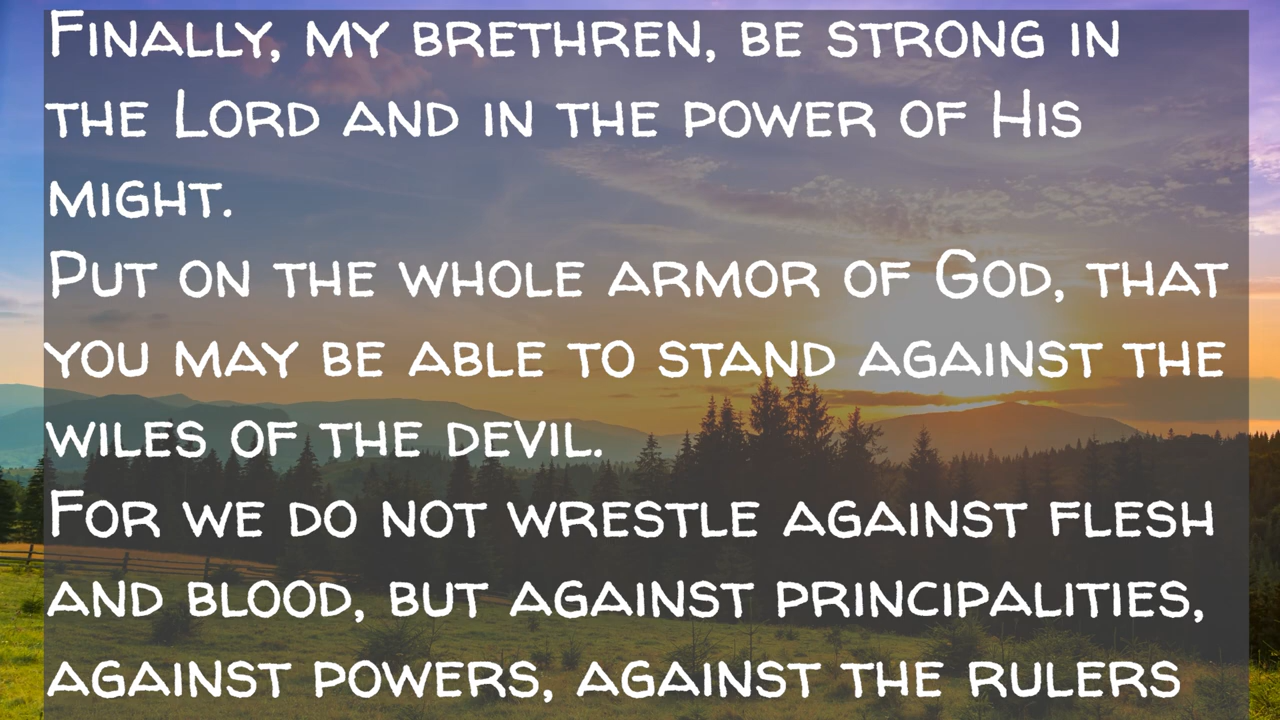 Finally, my brethren, be strong in
the Lord and in the power of His
might.
Put on the whole armor of God, that
you may be able to stand against the
wiles of the devil.
For we do not wrestle against flesh
and blood, but against principalities,
against powers, against the rulers